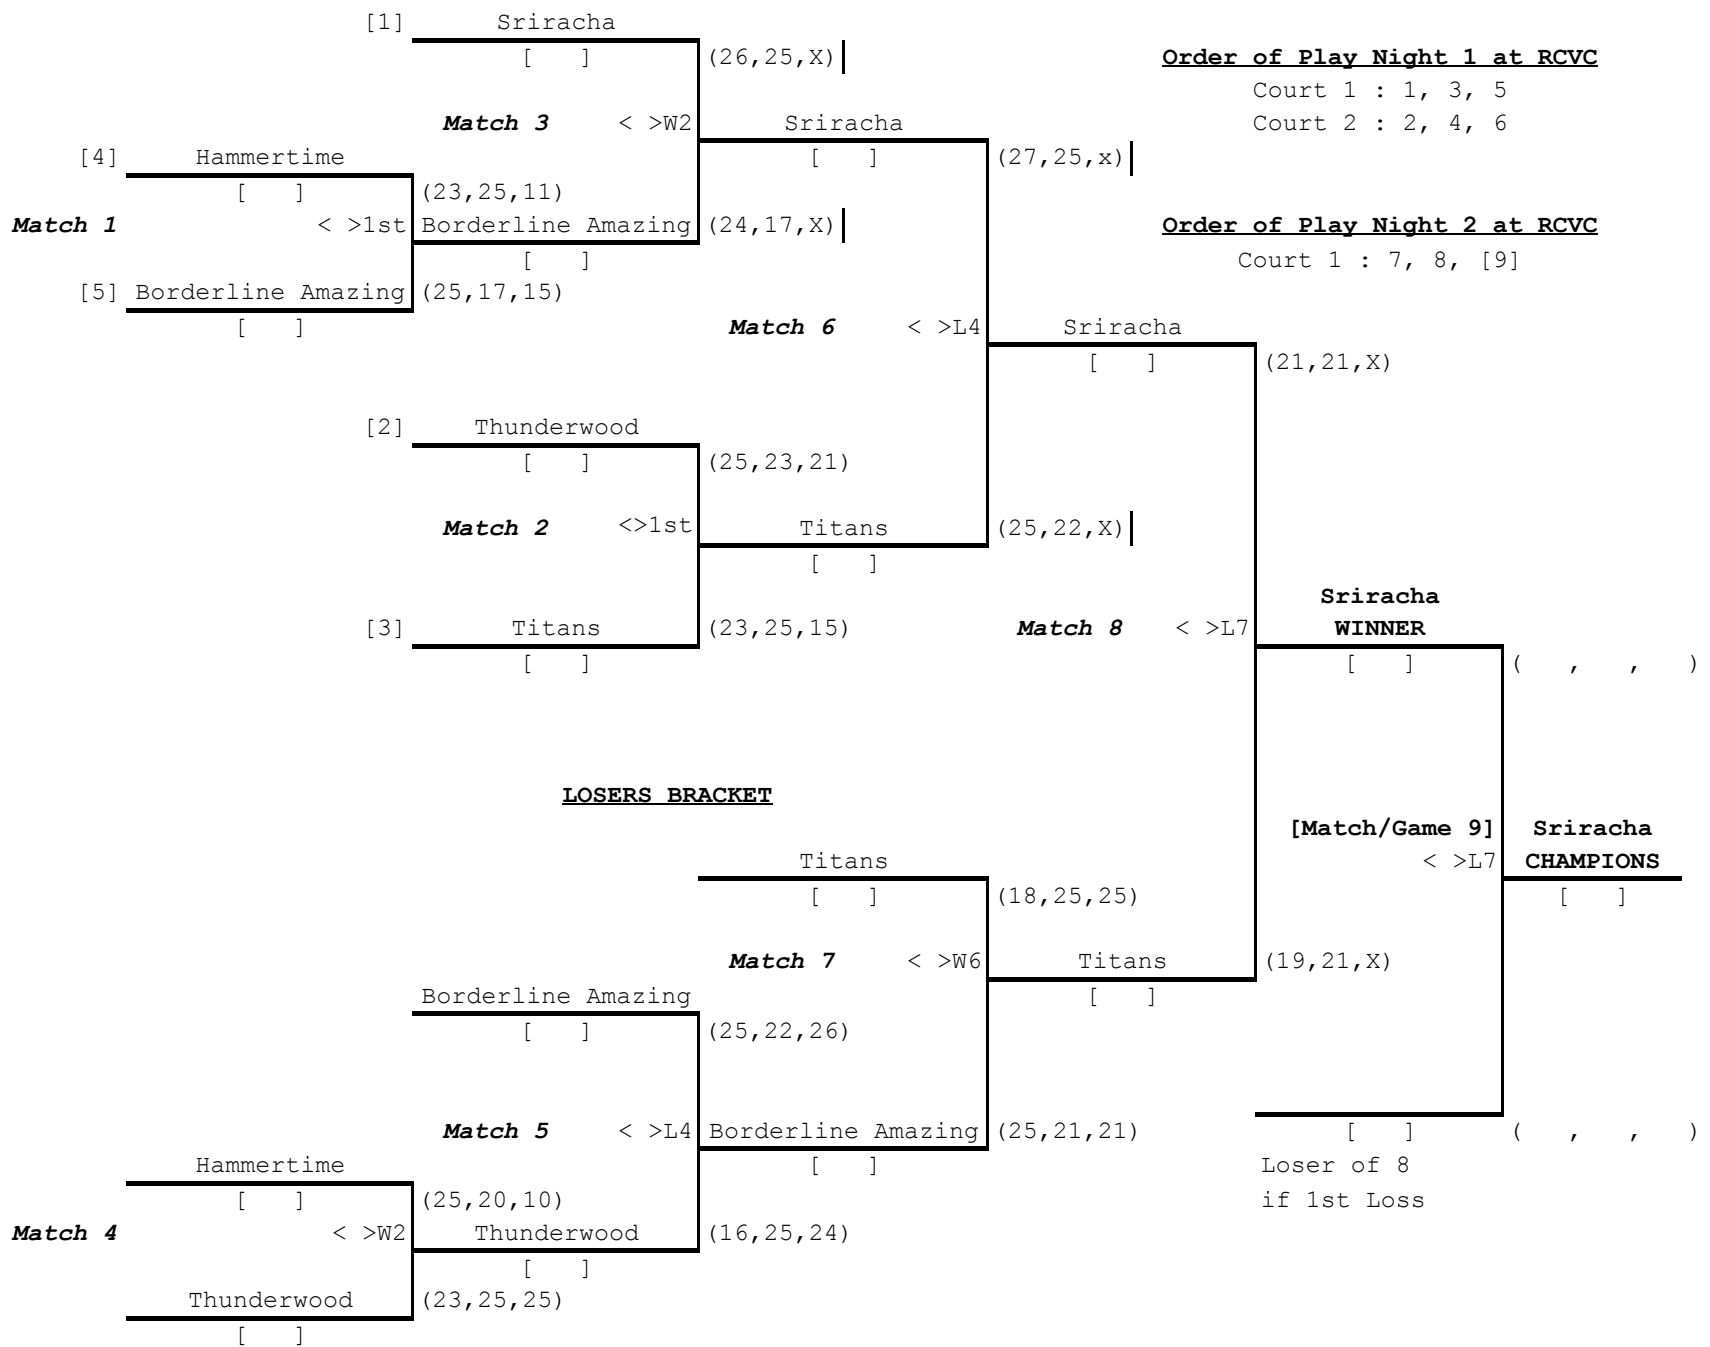 [1] Sriracha
[ ] (26,25,X) Order of Play Night 1 at RCVC
Court 1 : 1, 3, 5
Match 3 < >W2 Sriracha Court 2 : 2, 4, 6
[4] Hammertime [ ] (27,25,x)
[ ] (23,25,11)
Match 1 < >1st Borderline Amazing (24,17,X) Order of Play Night 2 at RCVC
[ ] Court 1 : 7, 8, [9]
[5] Borderline Amazing (25,17,15)
[ ] Match 6 < >L4 Sriracha
[ ] (21,21,X)
[2] Thunderwood
[ ] (25,23,21)
Match 2 <>1st Titans (25,22,X)
[ ]
Sriracha
[3] Titans (23,25,15) Match 8 < >L7 WINNER
[ ] [ ] ( , , )
LOSERS BRACKET
[Match/Game 9] Sriracha
Titans < >L7 CHAMPIONS
[ ] (18,25,25) [ ]
Match 7 < >W6 Titans (19,21,X)
Borderline Amazing [ ]
[ ] (25,22,26)
Match 5 < >L4 Borderline Amazing (25,21,21) [ ] ( , , )
Hammertime [ ] Loser of 8
[ ] (25,20,10) if 1st Loss
Match 4 < >W2 Thunderwood (16,25,24)
[ ]
Thunderwood (23,25,25)
[ ]